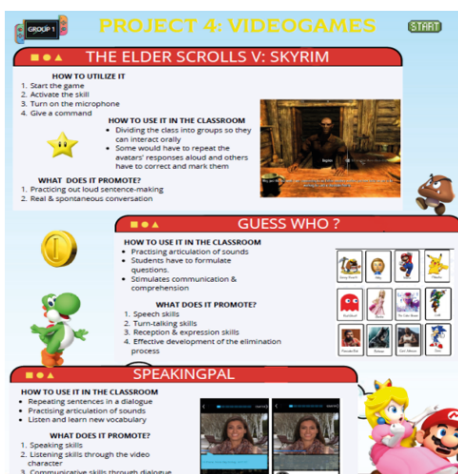 GROUP 1
PROJECT 4: VIDEOGAMES
START
THE ELDER SCROLLS V: SKYRIM
HOW TO UTILIZE IT
1. Start the game
2. Activate the skill
3. Turn on the microphone
4. Give a command
HOW TO USE IT IN THE CLASSROOM
• Dividing the class into groups so they
can interact orally
• Some would have to repeat the
avatars' responses aloud and others
have to correct and mark them
WHAT DOES IT PROMOTE?
1. Practicing out loud sentence-making
2. Real & spontaneous conversation
GUESS WHO ?
HOW TO USE IT IN THE CLASSROOM
• Practising articulation of sounds
• Students have to formulate
questions.
• Stimulates communication &
comprehension
WHAT DOES IT PROMOTE?
1. Speech skills
2. Turn-talking skills
3. Reception & expression skills
4. Effective development of the elimination
process
SPEAKINGPAL
HOW TO USE IT IN THE CLASSROOM
• Repeating sentences in a dialogue
• Practising articulation of sounds
• Listen and learn new vocabulary
WHAT DOES IT PROMOTE?
1. Speaking skills
2. Listening skills through the video
character
3. Communicative skills through dialogue